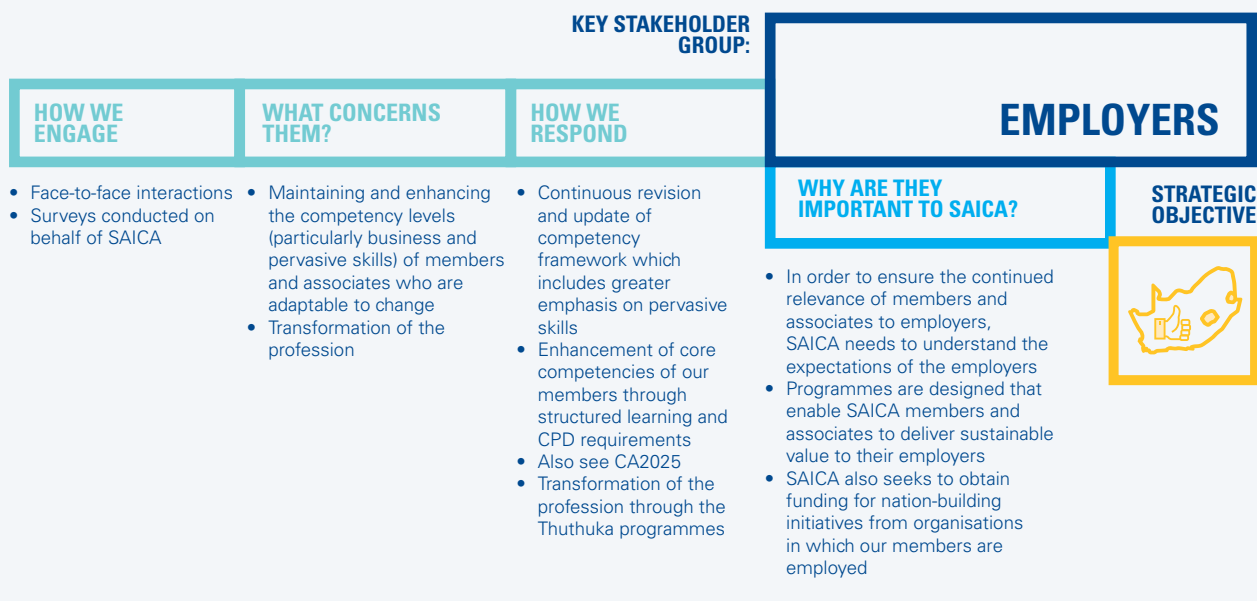 KEY STAKEHOLDER
GROUP:
EMPLOYERS
HOW WE
ENGAGE
• Face-to-face interactions
• Surveys conducted on
behalf of SAICA
WHAT CONCERNS
THEM?
• Maintaining and enhancing
the competency levels
(particularly business and
pervasive skills) of members
and associates who are
adaptable to change
• Transformation of the
profession
HOW WE
RESPOND
• Continuous revision
and update of
competency
framework which
includes greater
emphasis on pervasive
skills
• Enhancement of core
competencies of our
members through
structured learning and
CPD requirements
• Also see CA2025
• Transformation of the
profession through the
Thuthuka programmes
WHY ARE THEY
IMPORTANT TO SAICA?
• In order to ensure the continued
relevance of members and
associates to employers,
SAICA needs to understand the
expectations of the employers
• Programmes are designed that
enable SAICA members and
associates to deliver sustainable
value to their employers
• SAICA also seeks to obtain
funding for nation-building
initiatives from organisations
in which our members are
employed
STRATEGIC
OBJECTIVE